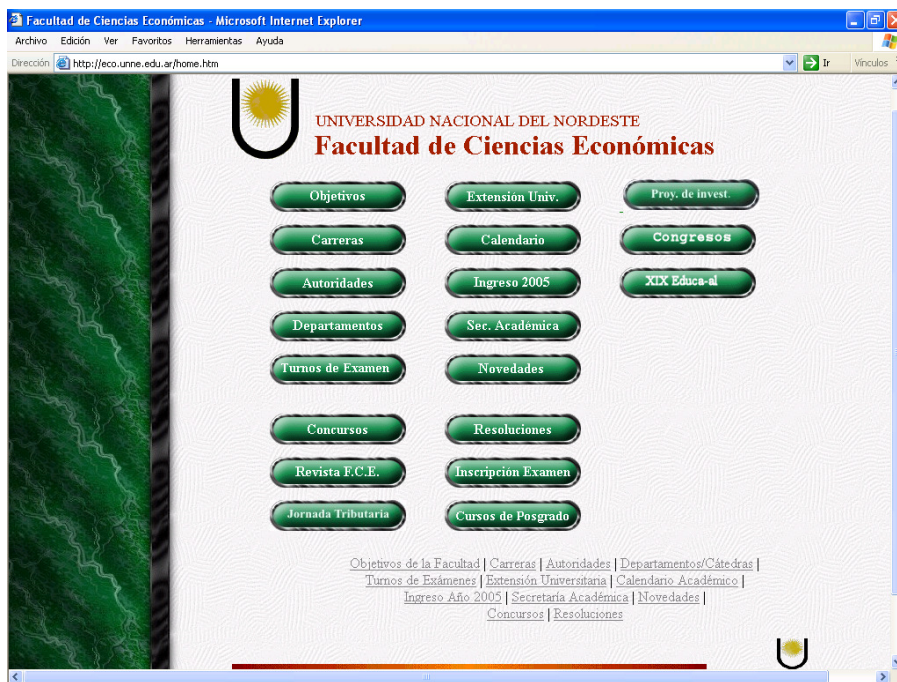 Facultad de Ciencias Económicas - Microsoft Internet Explorer
Archivo Edición Ver Favoritos Herramientas Ayuda
Dirección http://eco.unne.edu.ar/home.htm Ir Vínculos
UNIVERSIDAD NACIONAL DEL NORDESTE
Facultad de Ciencias Económicas
Objetivos Extensión Univ. Proy. de invest.
Carreras Calendario Congresos
Autoridades Ingreso 2005 XIX Educa-al
Departamentos Sec. Académica
Turnos de Examen Novedades
Concursos Resoluciones
Revista F.C.E. Inscripción Examen
Jornada Tributaria Cursos de Posgrado
Objetivos de la Facultad | Carreras | Autoridades | Departamentos/Cátedras |
Turnos de Exámenes | Extensión Universitaria | Calendario Académico |
Ingreso Año 2005 | Secretaría Académica | Novedades |
Concursos | Resoluciones